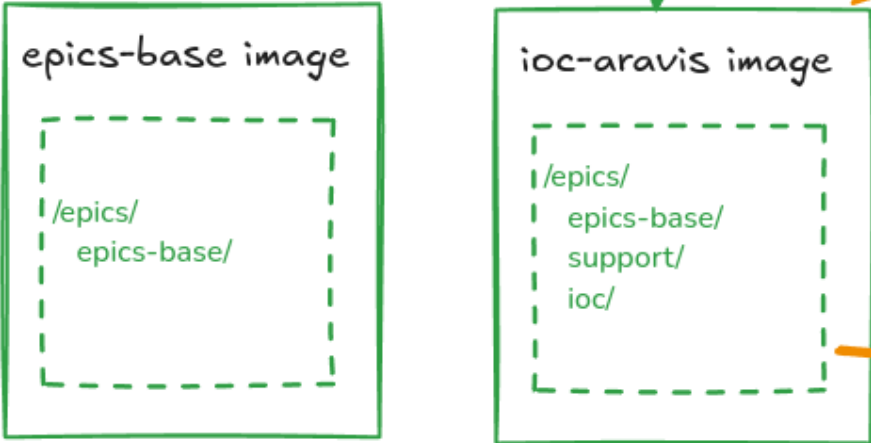 epics-base image
/epics/
epics-base/
ioc-aravis image
/epics/
epics-base/
support/
ioc/